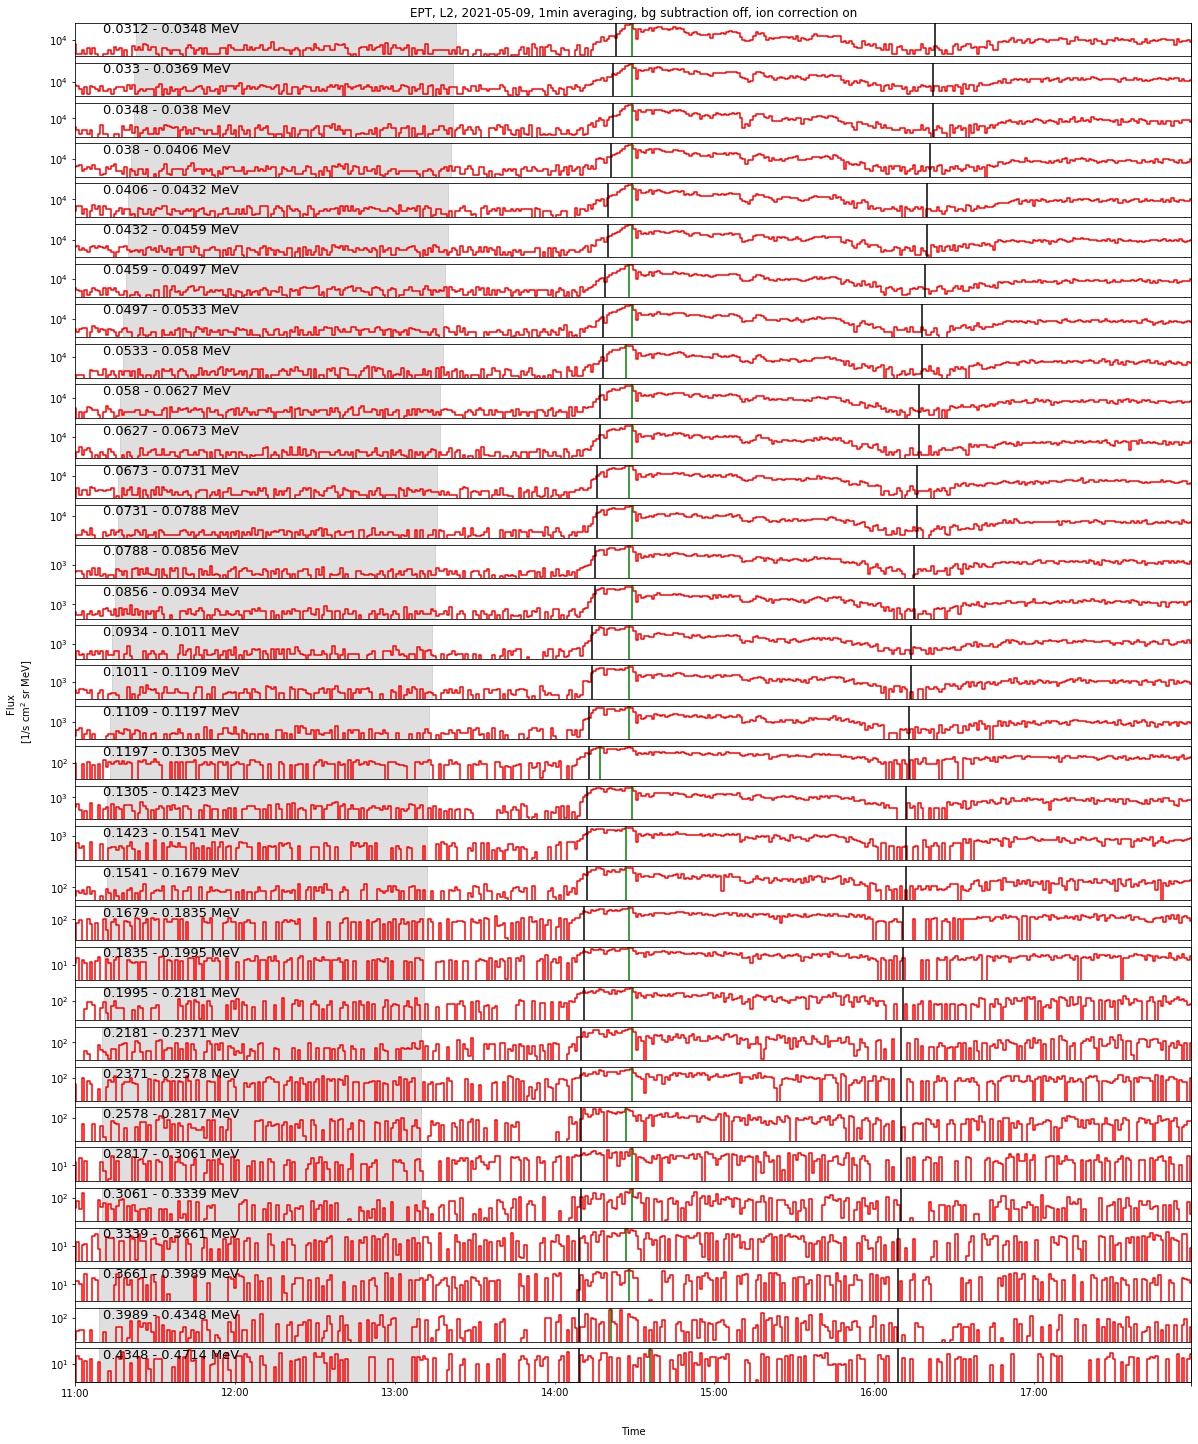 EPT, L2, 2021-05-09, 1min averaging, bg subtraction off, ion correction on
0.0312 - 0.0348 MeV
10⁴
0.033 - 0.0369 MeV
10⁴
0.0348 - 0.038 MeV
10⁴
0.038 - 0.0406 MeV
10⁴
0.0406 - 0.0432 MeV
10⁴
0.0432 - 0.0459 MeV
10⁴
0.0459 - 0.0497 MeV
10⁴
0.0497 - 0.0533 MeV
10⁴
0.0533 - 0.058 MeV
10⁴
0.058 - 0.0627 MeV
10⁴
0.0627 - 0.0673 MeV
10⁴
0.0673 - 0.0731 MeV
10⁴
0.0731 - 0.0788 MeV
10⁴
0.0788 - 0.0856 MeV
10³
0.0856 - 0.0934 MeV
10³
0.0934 - 0.1011 MeV
10³
0.1011 - 0.1109 MeV
10³
Flux
[1/s cm² sr MeV]
0.1109 - 0.1197 MeV
10³
0.1197 - 0.1305 MeV
10²
0.1305 - 0.1423 MeV
10³
0.1423 - 0.1541 MeV
10³
0.1541 - 0.1679 MeV
10²
0.1679 - 0.1835 MeV
10²
0.1835 - 0.1995 MeV
10¹
0.1995 - 0.2181 MeV
10²
0.2181 - 0.2371 MeV
10²
0.2371 - 0.2578 MeV
10²
0.2578 - 0.2817 MeV
10²
0.2817 - 0.3061 MeV
10¹
0.3061 - 0.3339 MeV
10²
0.3339 - 0.3661 MeV
10¹
0.3661 - 0.3989 MeV
10¹
0.3989 - 0.4348 MeV
10²
0.4348 - 0.4714 MeV
10¹
11:00 12:00 13:00 14:00 15:00 16:00 17:00
Time